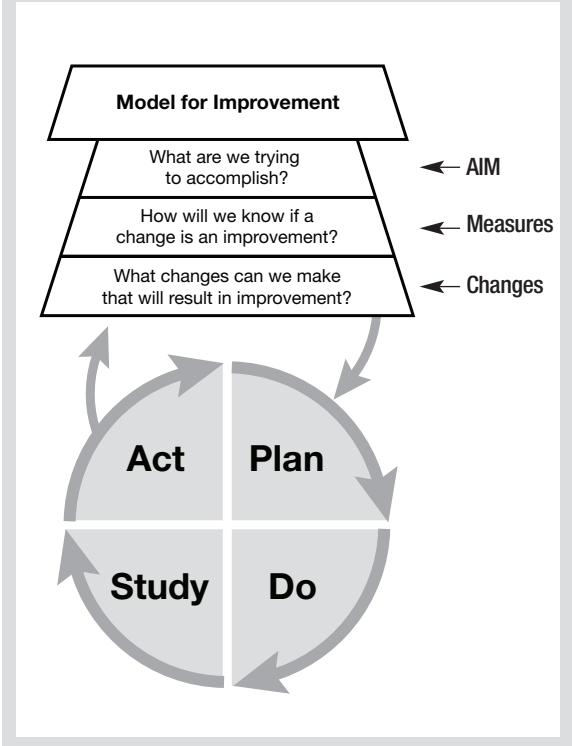 Model for Improvement
What are we trying
to accomplish?
AIM
How will we know if a
change is an improvement?
Measures
What changes can we make
that will result in improvement?
Changes
Act
Plan
Study
Do